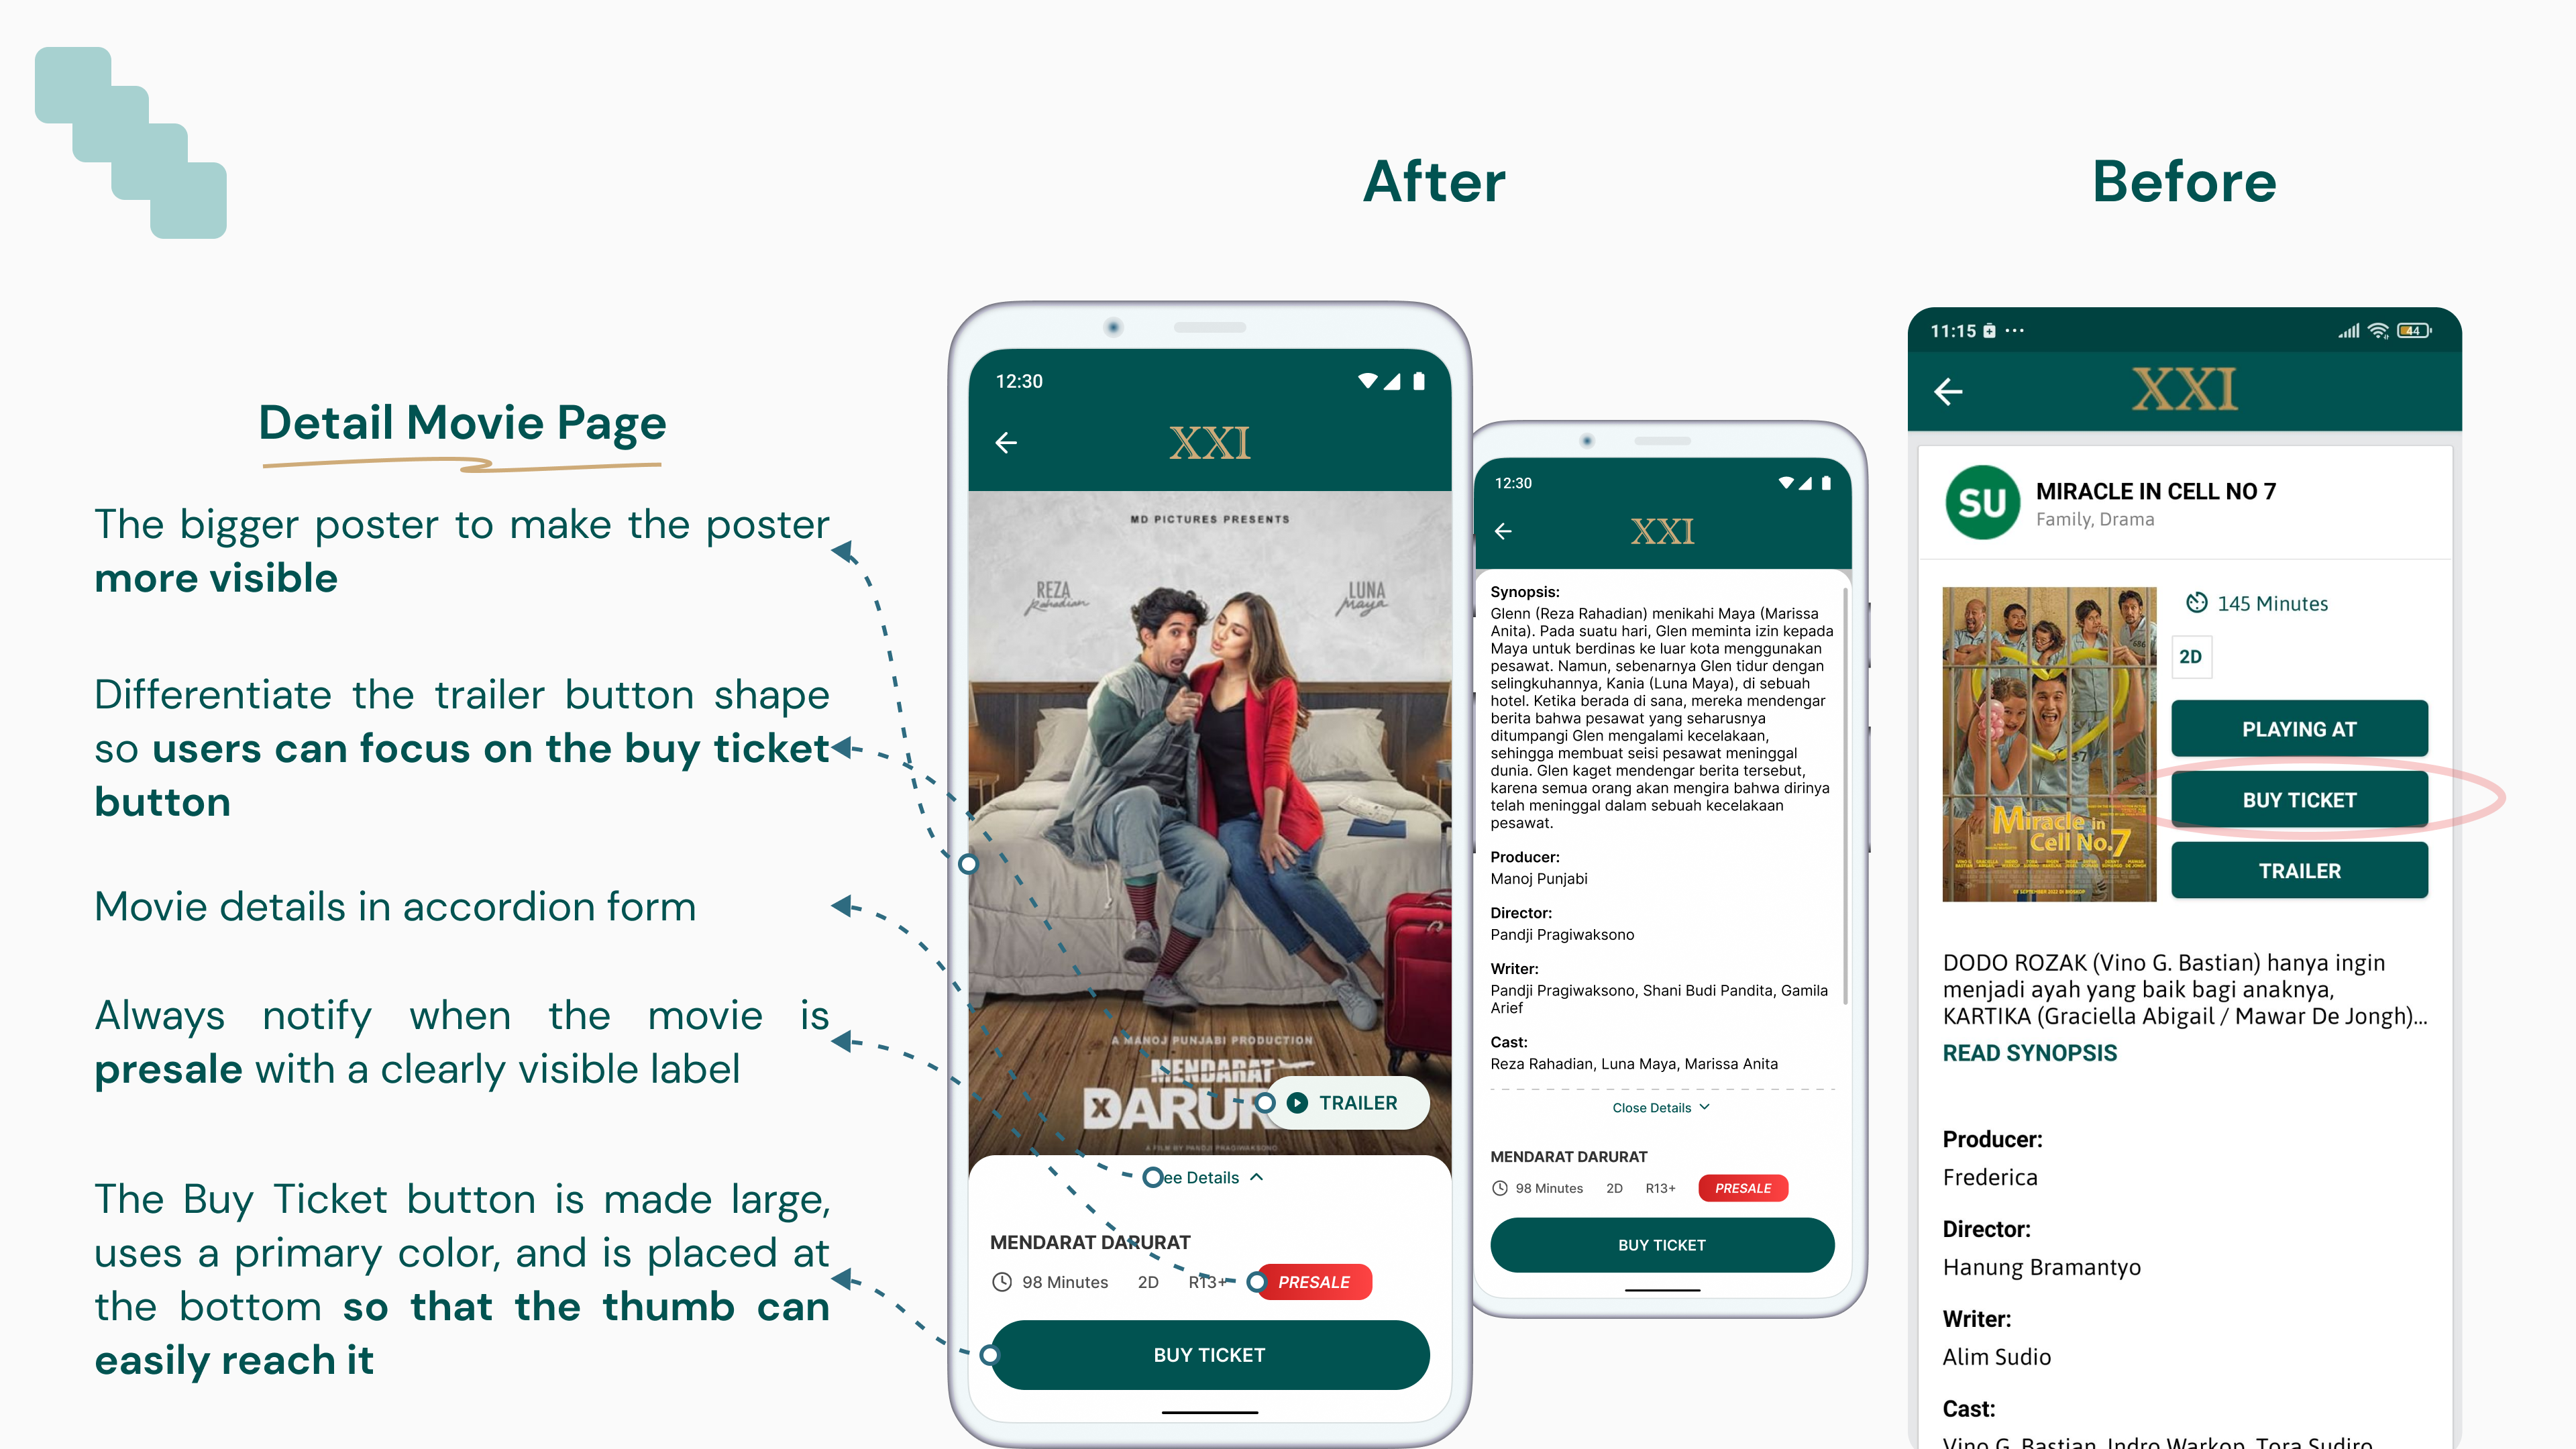 After
Before
Detail Movie Page
The bigger poster to make the poster
more visible
Differentiate the trailer button shape
so users can focus on the buy ticket
button
Movie details in accordion form
Always notify when the movie is
presale with a clearly visible label
The Buy Ticket button is made large,
uses a primary color, and is placed at
the bottom so that the thumb can
easily reach it
12:30
XXI
MD PICTURES PRESENTS
REZA
Rahadian
LUNA
Maya
A MANOJ PUNJABI PRODUCTION
MENDARAT
DARUR
A FILM BY PANDJI PRAGIWAKSONO
TRAILER
ee Details
MENDARAT DARURAT
98 Minutes 2D R13+ PRESALE
BUY TICKET
12:30
XXI
Synopsis:
Glenn (Reza Rahadian) menikahi Maya (Marissa
Anita). Pada suatu hari, Glen meminta izin kepada
Maya untuk berdinas ke luar kota menggunakan
pesawat. Namun, sebenarnya Glen tidur dengan
selingkuhannya, Kania (Luna Maya), di sebuah
hotel. Ketika berada di sana, mereka mendengar
berita bahwa pesawat yang seharusnya
ditumpangi Glen mengalami kecelakaan,
sehingga membuat seisi pesawat meninggal
dunia. Glen kaget mendengar berita tersebut,
karena semua orang akan mengira bahwa dirinya
telah meninggal dalam sebuah kecelakaan
pesawat.
Producer:
Manoj Punjabi
Director:
Pandji Pragiwaksono
Writer:
Pandji Pragiwaksono, Shani Budi Pandita, Gamila
Arief
Cast:
Reza Rahadian, Luna Maya, Marissa Anita
Close Details
MENDARAT DARURAT
98 Minutes 2D R13+ PRESALE
BUY TICKET
11:15 44
XXI
SU
MIRACLE IN CELL NO 7
Family, Drama
Miracle in
Cell No.7
145 Minutes
2D
PLAYING AT
BUY TICKET
TRAILER
DODO ROZAK (Vino G. Bastian) hanya ingin
menjadi ayah yang baik bagi anaknya,
KARTIKA (Graciella Abigail / Mawar De Jongh)...
READ SYNOPSIS
Producer:
Frederica
Director:
Hanung Bramantyo
Writer:
Alim Sudio
Cast:
Vino G. Bastian, Indro Warkop, Tora Sudiro